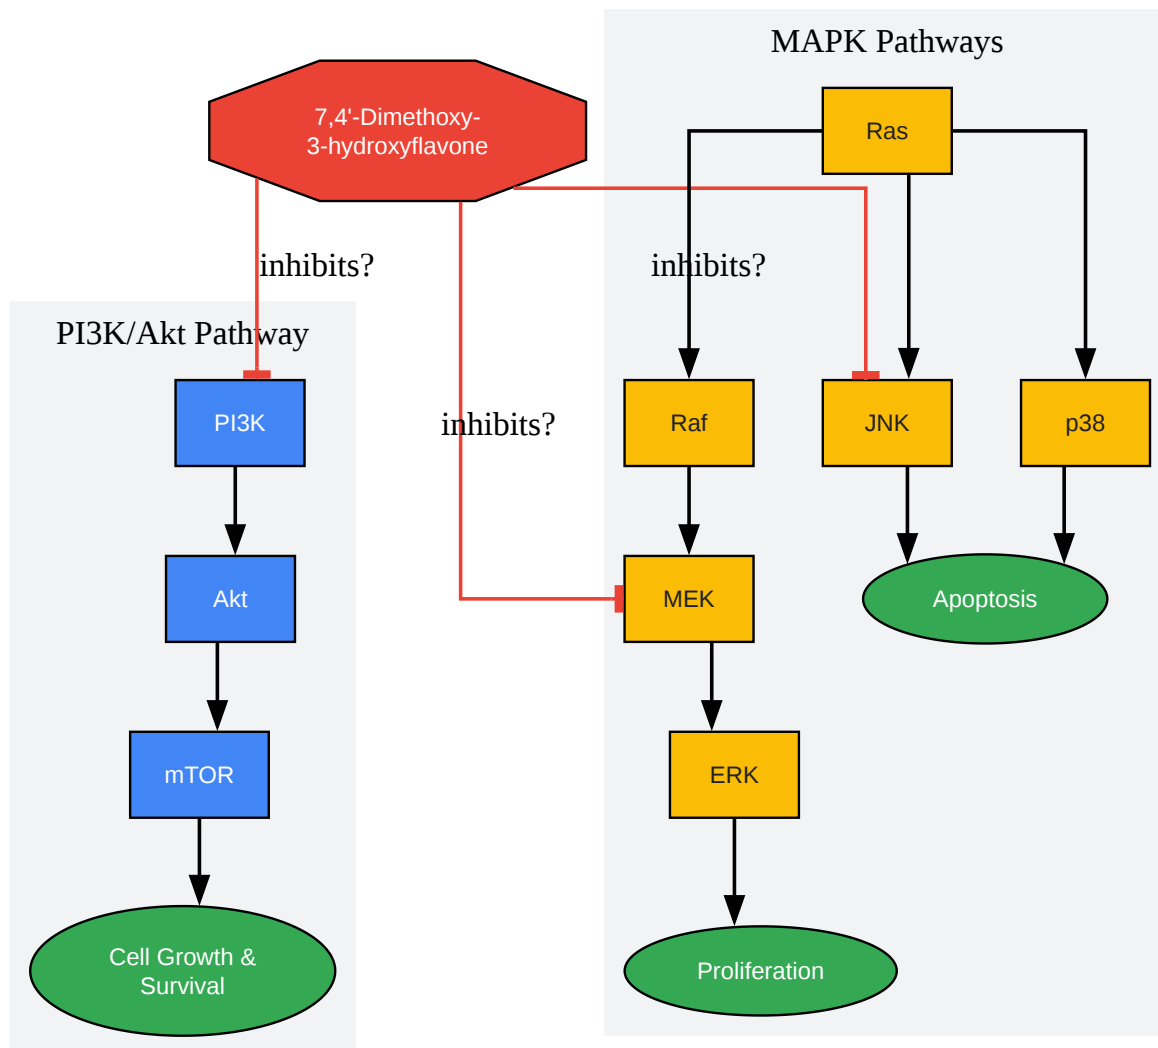 MAPK Pathways
7,4'-Dimethoxy-
3-hydroxyflavone
Ras
inhibits?
inhibits?
PI3K/Akt Pathway
inhibits?
PI3K
Raf
JNK
p38
Akt
MEK
Apoptosis
mTOR
ERK
Cell Growth &
Survival
Proliferation